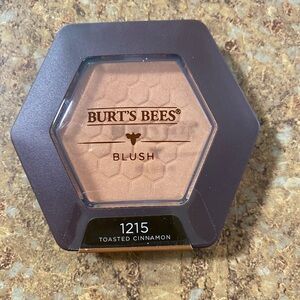 BURT'S BEES®
BLUSH
1215
TOASTED CINNAMON